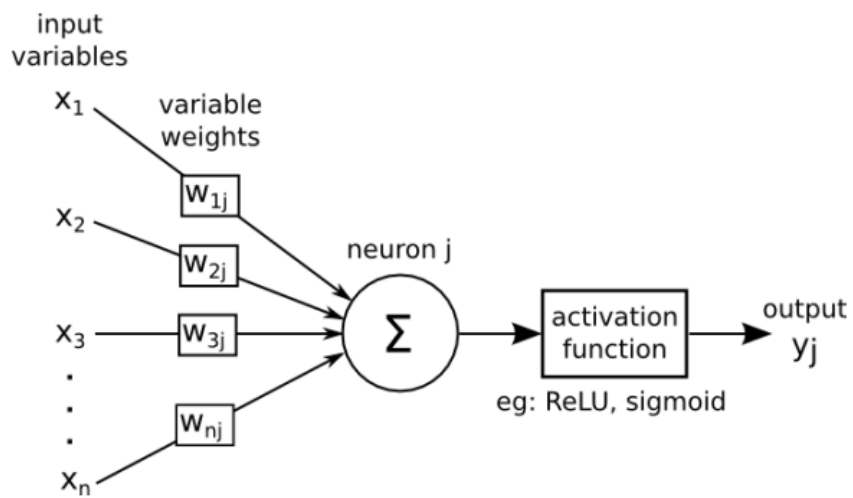 input
variables
x₁
variable
weights
w₁ⱼ
x₂
w₂ⱼ
neuron j
x₃
w₃ⱼ
Σ
activation
function
output
yⱼ
eg: ReLU, sigmoid
.
.
.
wₙⱼ
xₙ